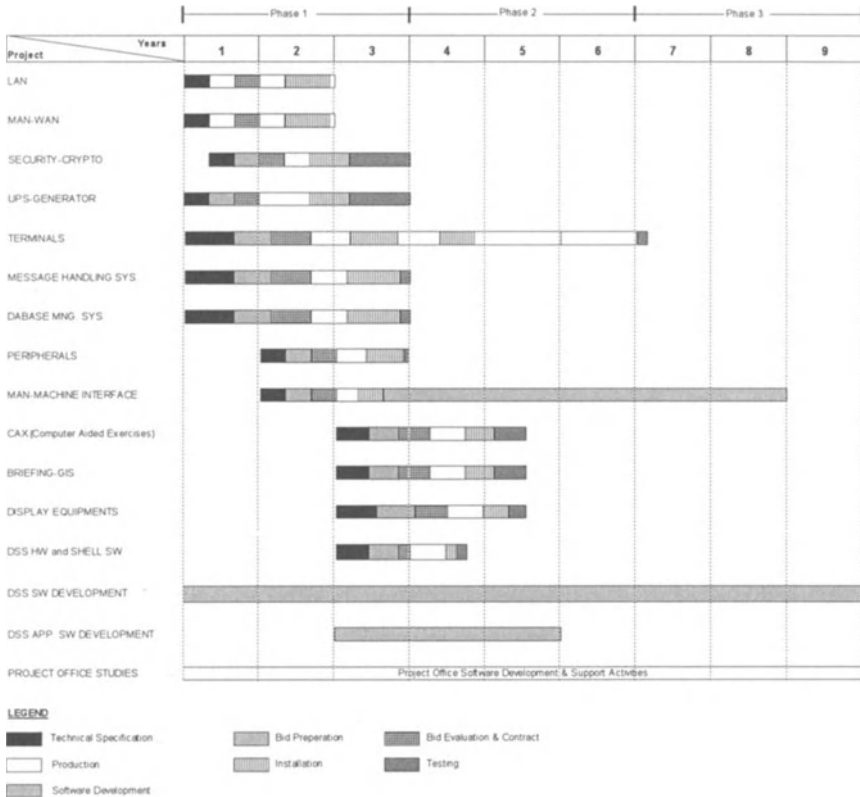 Phase 1 Phase 2 Phase 3
Years
Project 1 2 3 4 5 6 7 8 9
LAN
MAN-WAN
SECURITY-CRYPTO
UPS-GENERATOR
TERMINALS
MESSAGE HANDLING SYS
DABASE MNG. SYS
PERIPHERALS
MAN-MACHINE INTERFACE
CAX (Computer Aided Exercises)
BRIEFING-GIS
DISPLAY EQUIPMENTS
DSS HW and SHELL SW
DSS SW DEVELOPMENT
DSS APP. SW DEVELOPMENT
PROJECT OFFICE STUDIES Project Office Software Development & Support Activities
LEGEND
Technical Specification Bid Preperation Bid Evaluation & Contract
Production Installation Testing
Software Development